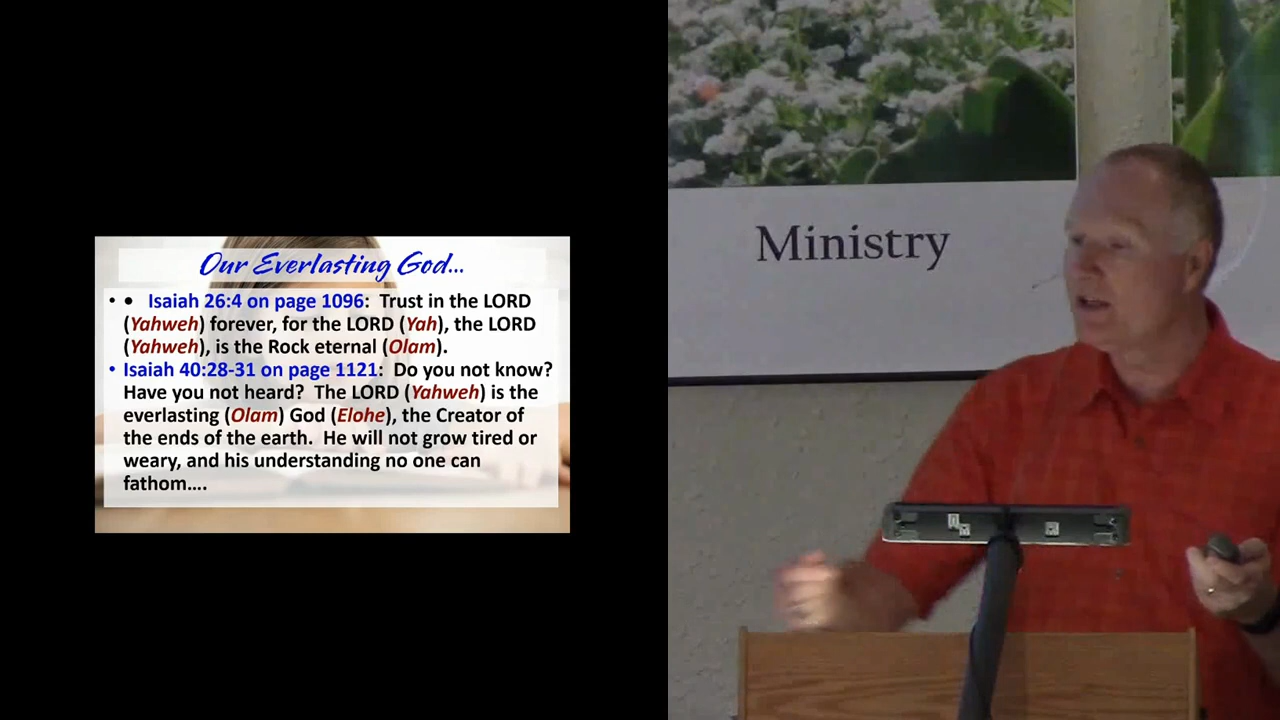 Our Everlasting God...
• • Isaiah 26:4 on page 1096: Trust in the LORD
(Yahweh) forever, for the LORD (Yah), the LORD
(Yahweh), is the Rock eternal (Olam).
• Isaiah 40:28-31 on page 1121: Do you not know?
Have you not heard? The LORD (Yahweh) is the
everlasting (Olam) God (Elohe), the Creator of
the ends of the earth. He will not grow tired or
weary, and his understanding no one can
fathom....
Ministry